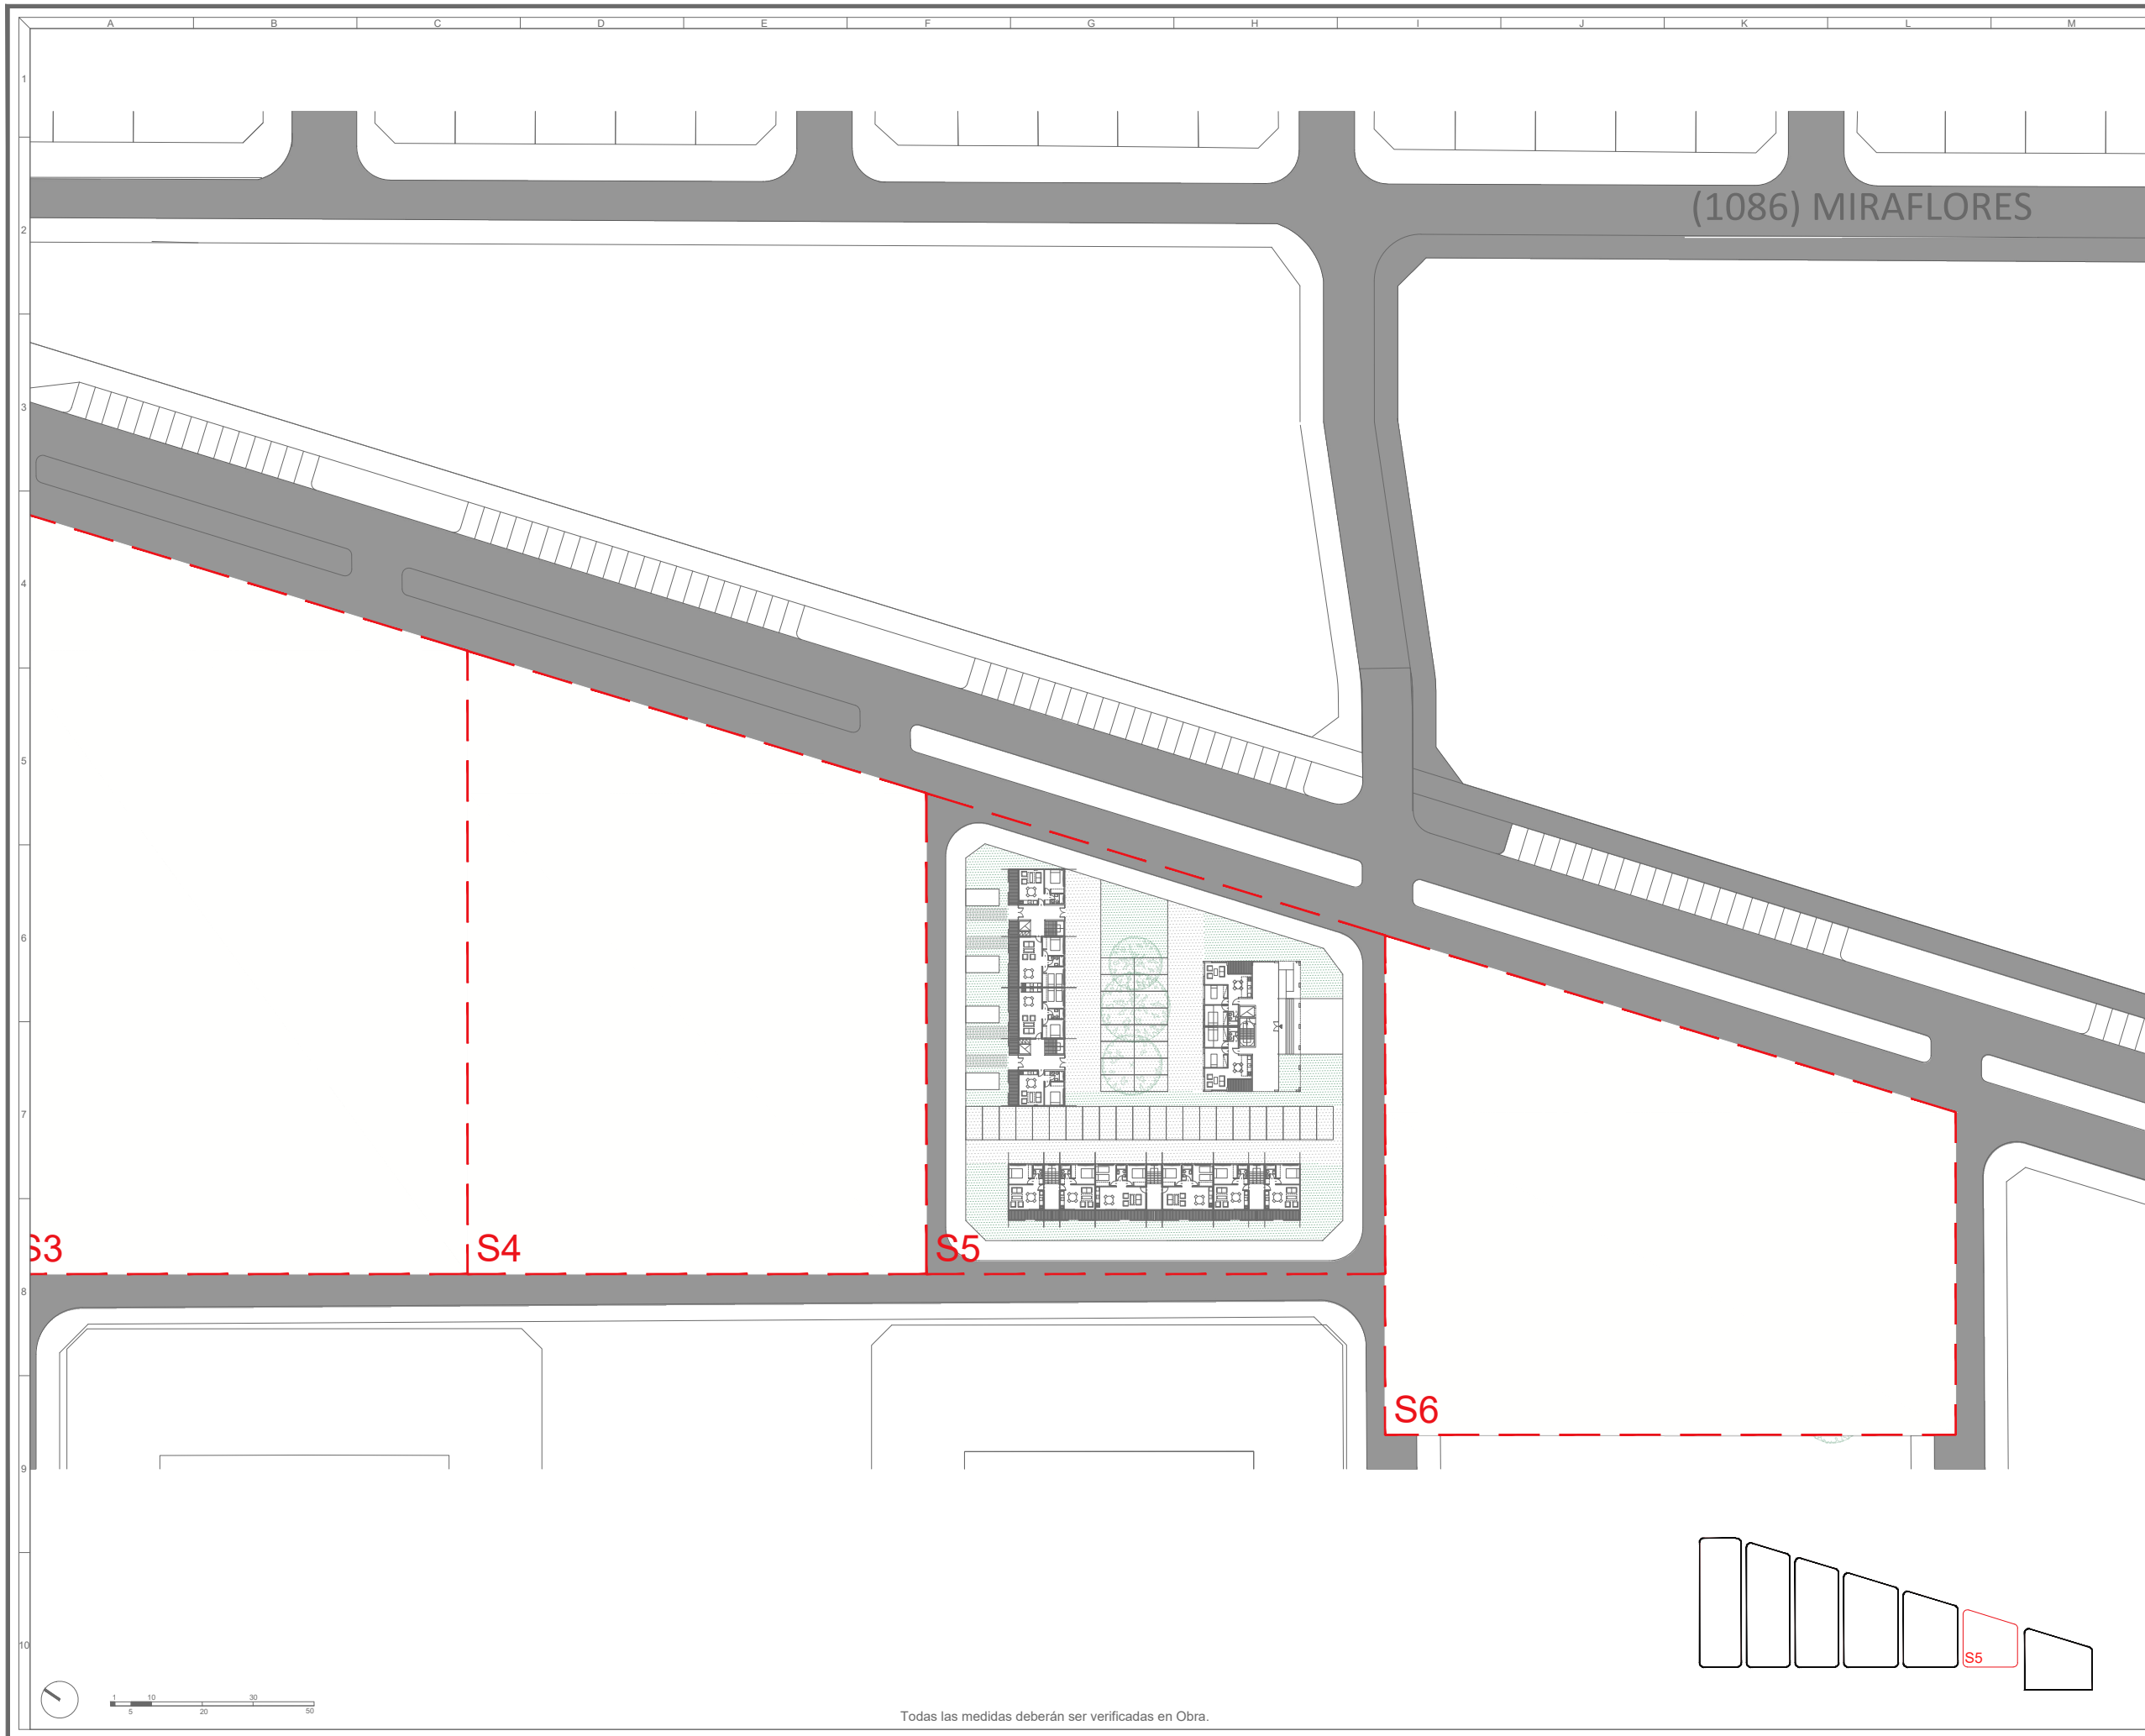 A B C D E F G H I J K L M
1
(1086) MIRAFLORES
2
3
4
5
6
7
S3 S4 S5
8
S6
9
10
S5
1 10 30
5 20 50
Todas las medidas deberán ser verificadas en Obra.